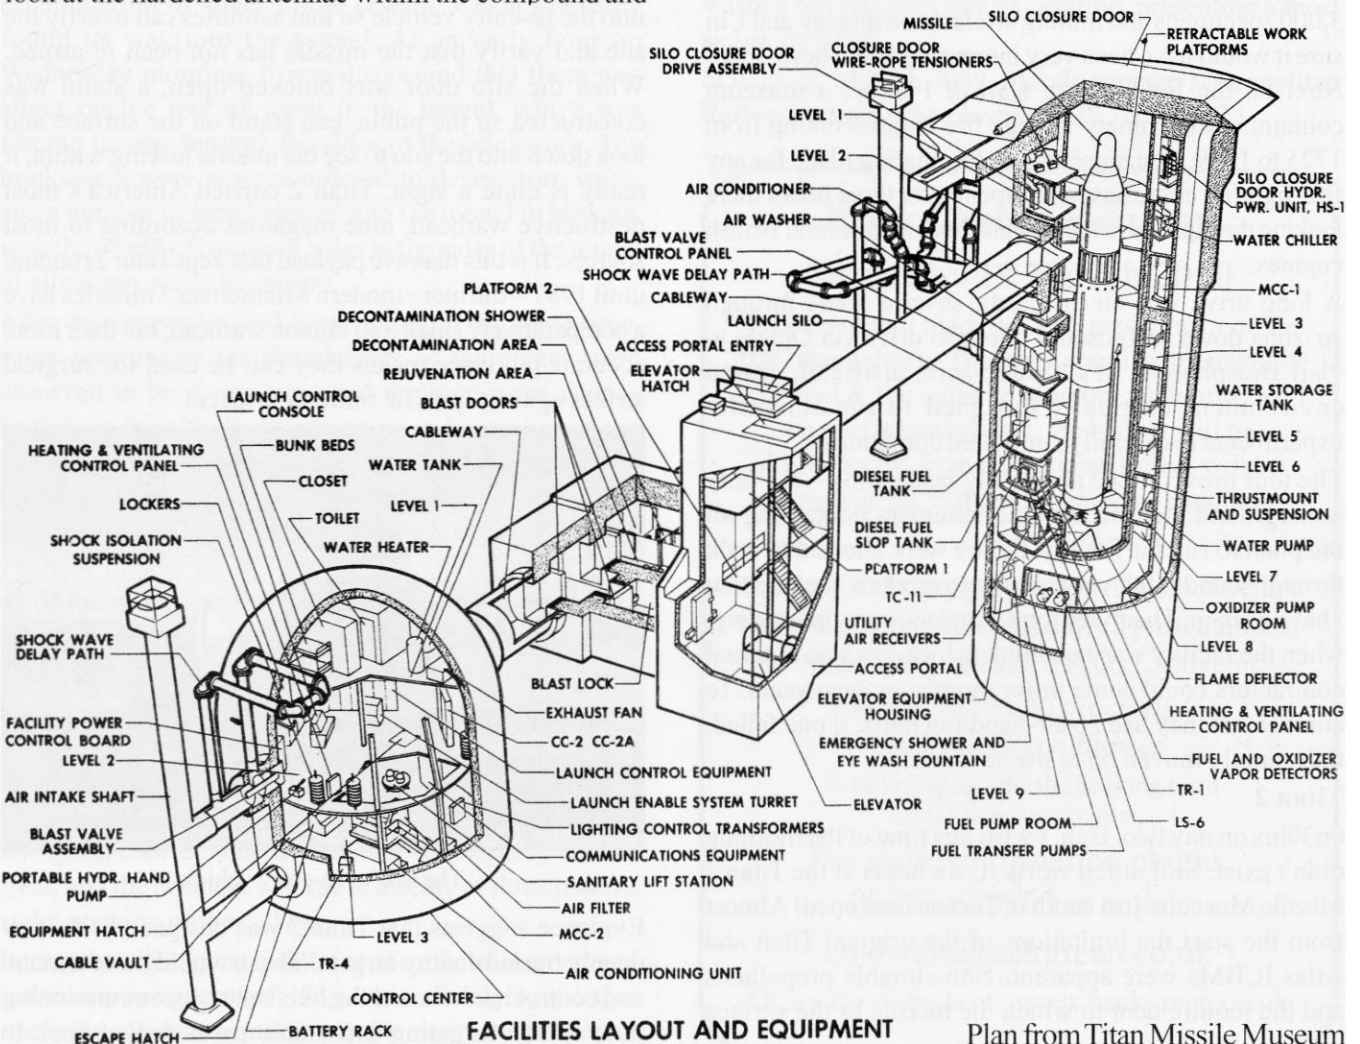 MISSILE
SILO CLOSURE DOOR
RETRACTABLE WORK
PLATFORMS
SILO CLOSURE DOOR
DRIVE ASSEMBLY
CLOSURE DOOR
WIRE-ROPE TENSIONERS
LEVEL 1
LEVEL 2
AIR CONDITIONER
AIR WASHER
BLAST VALVE
CONTROL PANEL
SHOCK WAVE DELAY PATH
CABLEWAY
LAUNCH SILO
SILO CLOSURE
DOOR HYDR.
PWR. UNIT, HS-1
WATER CHILLER
MCC-1
LEVEL 3
LEVEL 4
WATER STORAGE
TANK
LEVEL 5
LEVEL 6
THRUSTMOUNT
AND SUSPENSION
WATER PUMP
LEVEL 7
OXIDIZER PUMP
ROOM
LEVEL 8
FLAME DEFLECTOR
HEATING & VENTILATING
CONTROL PANEL
FUEL AND OXIDIZER
VAPOR DETECTORS
TR-1
LS-6
PLATFORM 2
DECONTAMINATION SHOWER
DECONTAMINATION AREA
REJUVENATION AREA
BLAST DOORS
CABLEWAY
WATER TANK
LEVEL 1
WATER HEATER
ACCESS PORTAL ENTRY
ELEVATOR
HATCH
DIESEL FUEL
TANK
DIESEL FUEL
SLOP TANK
PLATFORM 1
TC-11
UTILITY
AIR RECEIVERS
ACCESS PORTAL
ELEVATOR EQUIPMENT
HOUSING
EMERGENCY SHOWER AND
EYE WASH FOUNTAIN
LEVEL 9
ELEVATOR
FUEL PUMP ROOM
FUEL TRANSFER PUMPS
LAUNCH CONTROL
CONSOLE
BUNK BEDS
HEATING & VENTILATING
CONTROL PANEL
CLOSET
LOCKERS
TOILET
SHOCK ISOLATION
SUSPENSION
SHOCK WAVE
DELAY PATH
FACILITY POWER
CONTROL BOARD
LEVEL 2
AIR INTAKE SHAFT
BLAST VALVE
ASSEMBLY
PORTABLE HYDR. HAND
PUMP
EQUIPMENT HATCH
CABLE VAULT
ESCAPE HATCH
BLAST LOCK
EXHAUST FAN
CC-2 CC-2A
LAUNCH CONTROL EQUIPMENT
LAUNCH ENABLE SYSTEM TURRET
LIGHTING CONTROL TRANSFORMERS
COMMUNICATIONS EQUIPMENT
SANITARY LIFT STATION
AIR FILTER
MCC-2
LEVEL 3
TR-4
AIR CONDITIONING UNIT
CONTROL CENTER
BATTERY RACK
FACILITIES LAYOUT AND EQUIPMENT
Plan from Titan Missile Museum